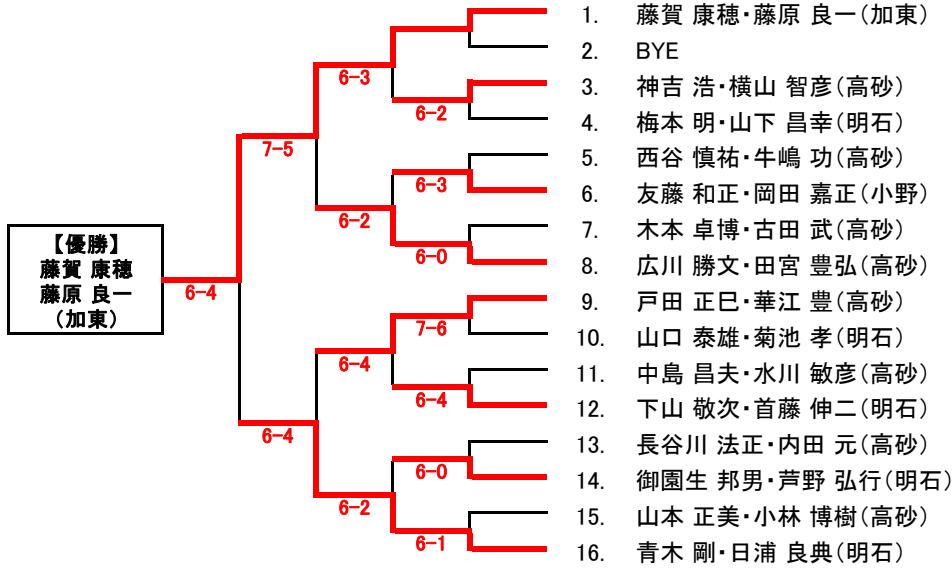 1. 藤賀 康穂・藤原 良一(加東)
2. BYE
6-3
3. 神吉 浩・横山 智彦(高砂)
6-2
4. 梅本 明・山下 昌幸(明石)
7-5
5. 西谷 慎祐・牛嶋 功(高砂)
6-3
6. 友藤 和正・岡田 嘉正(小野)
6-2
7. 木本 卓博・古田 武(高砂)
6-0
8. 広川 勝文・田宮 豊弘(高砂)
【優勝】
藤賀 康穂
藤原 良一
(加東)
6-4
9. 戸田 正巳・華江 豊(高砂)
7-6
10. 山口 泰雄・菊池 孝(明石)
6-4
11. 中島 昌夫・水川 敏彦(高砂)
6-4
12. 下山 敬次・首藤 伸二(明石)
6-4
13. 長谷川 法正・内田 元(高砂)
6-0
14. 御園生 邦男・芦野 弘行(明石)
6-2
15. 山本 正美・小林 博樹(高砂)
6-1
16. 青木 剛・日浦 良典(明石)